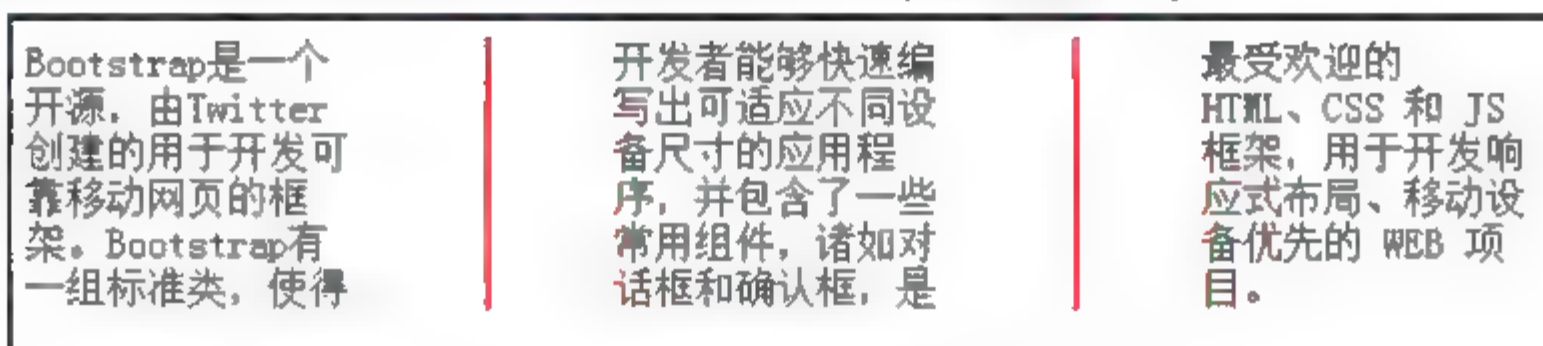 Bootstrap是一个
开源，由Twitter
创建的用于开发可
靠移动网页的框
架。Bootstrap有
一组标准类，使得
开发者能够快速编
写出可适应不同设
备尺寸的应用程
序，并包含了一些
常用组件，诸如对
话框和确认框，是
最受欢迎的
HTML、CSS 和 JS
框架，用于开发响
应式布局、移动设
备优先的 WEB 项
目。